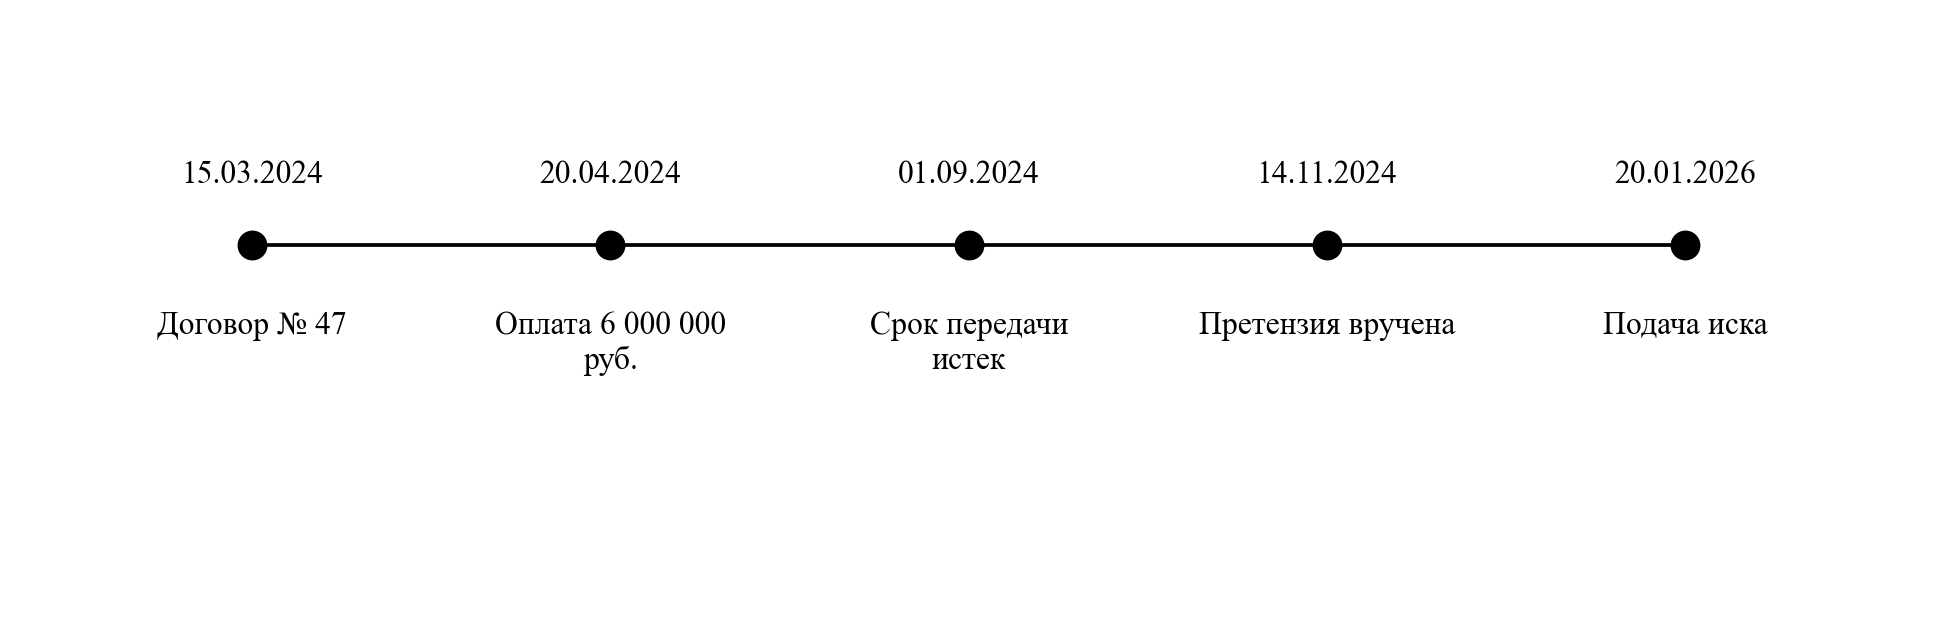 15.03.2024
20.04.2024
01.09.2024
14.11.2024
20.01.2026
Договор № 47
Оплата 6 000 000
руб.
Срок передачи
истек
Претензия вручена
Подача иска